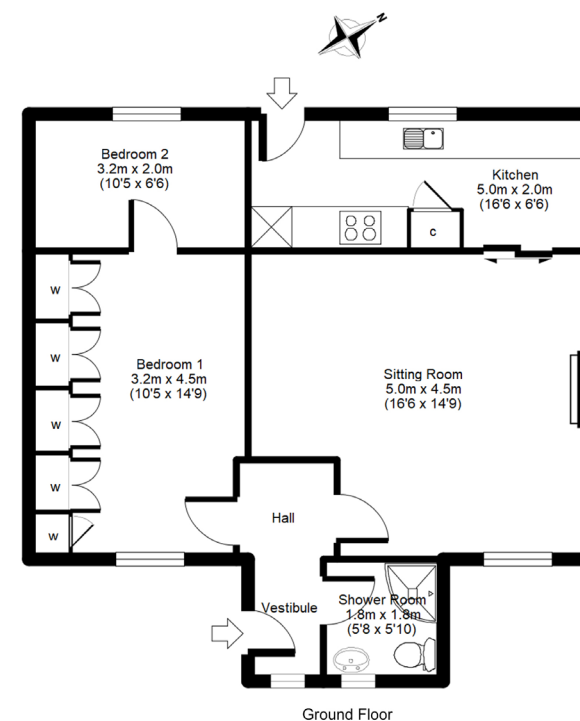 N
Bedroom 2
3.2m x 2.0m
(10'5 x 6'6)
Kitchen
5.0m x 2.0m
(16'6 x 6'6)
c
w
w
w
w
w
Bedroom 1
3.2m x 4.5m
(10'5 x 14'9)
Sitting Room
5.0m x 4.5m
(16'6 x 14'9)
Hall
Vestibule
Shower Room
1.8m x 1.8m
(5'8 x 5'10)
Ground Floor